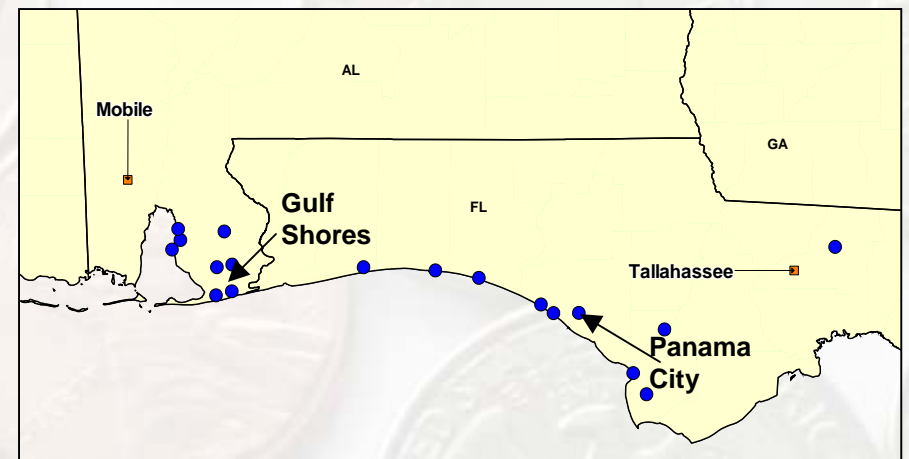 AL
Mobile
GA
Gulf
Shores
FL
Tallahassee
Panama
City